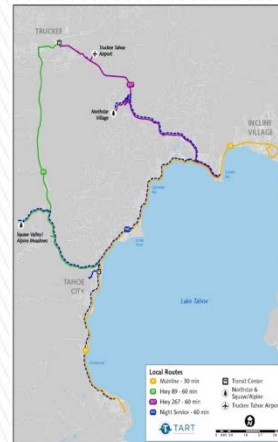 TRUCKEE
Truckee Tahoe
Airport
267
Northstar
Village
INCLINE
VILLAGE
89
Squaw Valley/
Alpine Meadows
TAHOE
CITY
Lake Tahoe
Local Routes
Mainline - 30 min
Hwy 89 - 60 min
Hwy 267 - 60 min
Night Service - 60 min
Transit Center
Northstar &
Squaw/Alpine
Truckee Tahoe Airport
TART